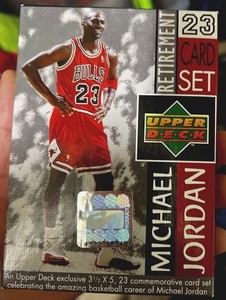 RETIREMENT
23
CARD
SET
UPPER
DECK
BULLS
23
MICHAEL
JORDAN
An Upper Deck exclusive 3½ X 5, 23 commemorative card set
celebrating the amazing basketball career of Michael Jordan